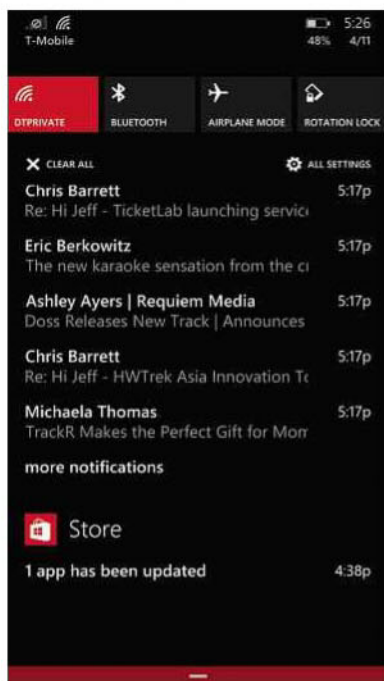 5:26
T-Mobile 48% 4/11
DTPRIVATE BLUETOOTH AIRPLANE MODE ROTATION LOCK
CLEAR ALL ALL SETTINGS
Chris Barrett 5:17p
Re: Hi Jeff - TicketLab launching servic
Eric Berkowitz 5:17p
The new karaoke sensation from the
Ashley Ayers | Requiem Media 5:17p
Doss Releases New Track | Announces
Chris Barrett 5:17p
Re: Hi Jeff - HWTrek Asia Innovation
Michaela Thomas 5:17p
TrackR Makes the Perfect Gift for Mom
more notifications
Store
1 app has been updated 4:38p